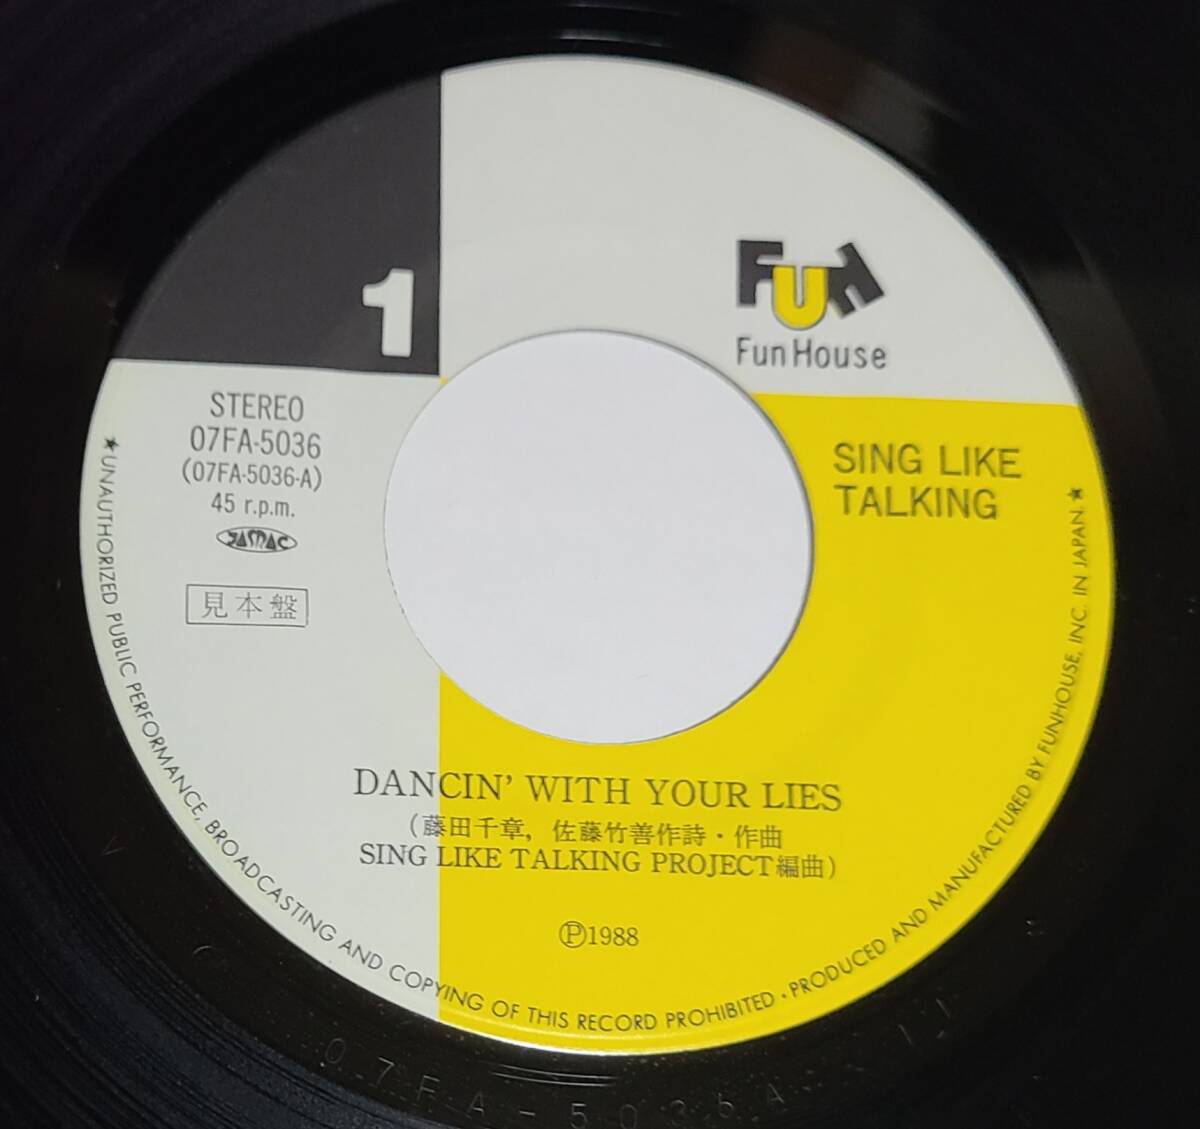 1
FUN
Fun House
STEREO
07FA-5036
(07FA-5036-A)
45 r.p.m.
JASRAC
見本盤
SING LIKE
TALKING
DANCIN' WITH YOUR LIES
(藤田千章, 佐藤竹善作詩・作曲
SING LIKE TALKING PROJECT編曲)
Ⓟ1988
★UNAUTHORIZED PUBLIC PERFORMANCE, BROADCASTING AND COPYING OF THIS RECORD PROHIBITED • PRODUCED AND MANUFACTURED BY FUNHOUSE, INC. IN JAPAN.★
07FA-5036A